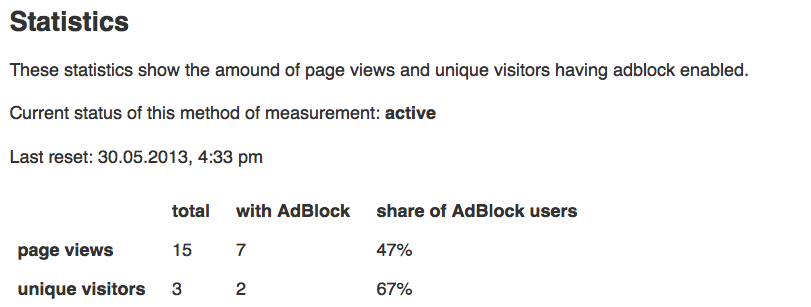 Statistics
These statistics show the amound of page views and unique visitors having adblock enabled.
Current status of this method of measurement: active
Last reset: 30.05.2013, 4:33 pm
total with AdBlock share of AdBlock users
page views 15 7 47%
unique visitors 3 2 67%